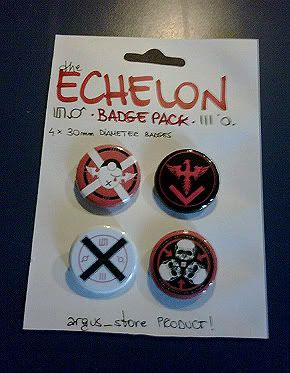 the
ECHELON
· BADGE PACK ·
4 x 30mm DIAMETER BADGES
argus_store PRODUCT!